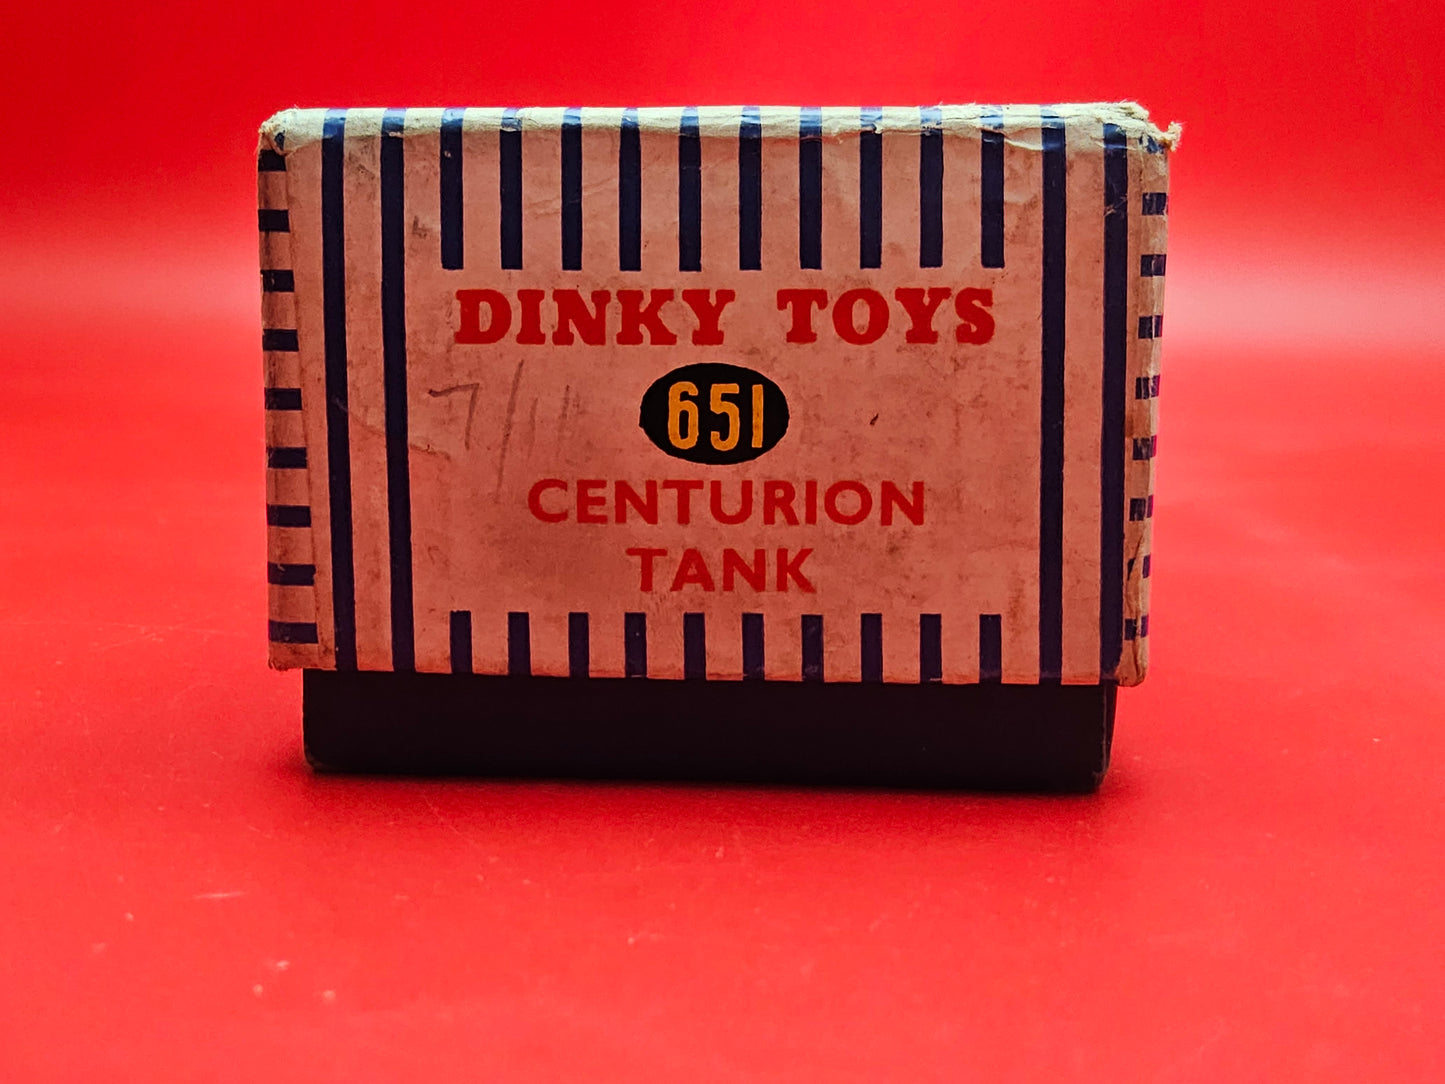 DINKY TOYS
651
CENTURION
TANK